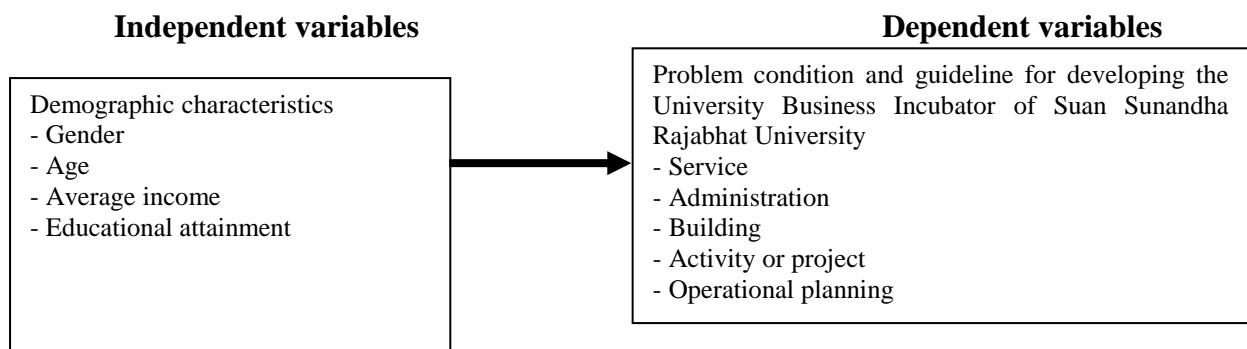 Independent variables
Demographic characteristics
- Gender
- Age
- Average income
- Educational attainment
Dependent variables
Problem condition and guideline for developing the
University Business Incubator of Suan Sunandha
Rajabhat University
- Service
- Administration
- Building
- Activity or project
- Operational planning